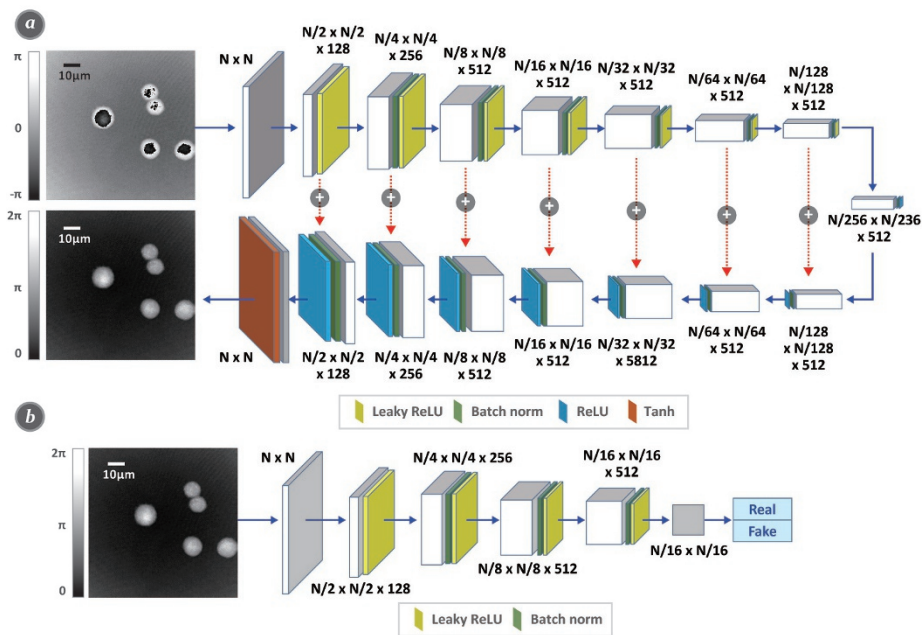 a
π
0
-π
10μm
N x N
N/2 x N/2
x 128
N/4 x N/4
x 256
N/8 x N/8
x 512
N/16 x N/16
x 512
N/32 x N/32
x 512
N/64 x N/64
x 512
N/128
x N/128
x 512
+
+
+
+
+
+
+
N/256 x N/236
x 512
2π
π
0
10μm
N x N
N/2 x N/2
x 128
N/4 x N/4
x 256
N/8 x N/8
x 512
N/16 x N/16
x 512
N/32 x N/32
x 5812
N/64 x N/64
x 512
N/128
x N/128
x 512
Leaky ReLU Batch norm ReLU Tanh
b
2π
π
0
10μm
N x N
N/2 x N/2 x 128
N/4 x N/4 x 256
N/8 x N/8 x 512
N/16 x N/16
x 512
N/16 x N/16
Real
Fake
Leaky ReLU Batch norm